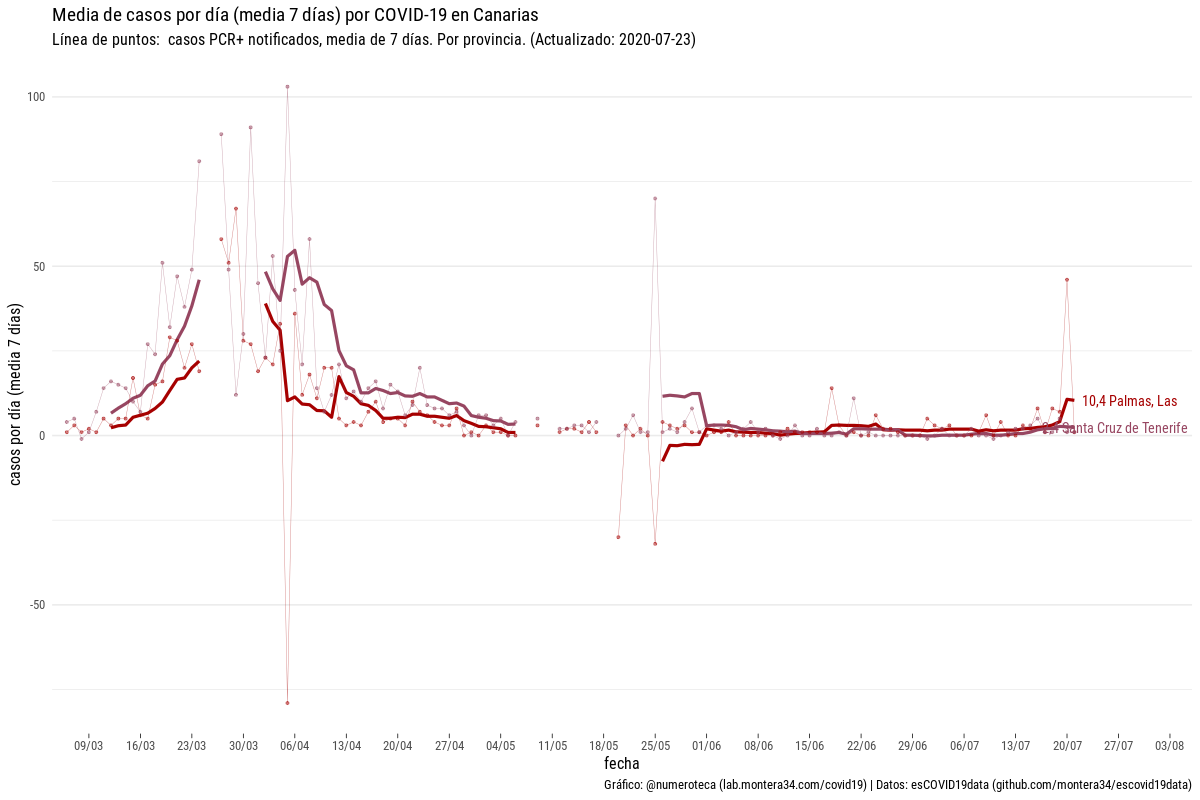 Media de casos por día (media 7 días) por COVID-19 en Canarias
Línea de puntos: casos PCR+ notificados, media de 7 días. Por provincia. (Actualizado: 2020-07-23)
casos por día (media 7 días)
100
50
0
-50
10,4 Palmas, Las
Santa Cruz de Tenerife
09/03 16/03 23/03 30/03 06/04 13/04 20/04 27/04 04/05 11/05 18/05 25/05 01/06 08/06 15/06 22/06 29/06 06/07 13/07 20/07 27/07 03/08
fecha
Gráfico: @numeroteca (lab.montera34.com/covid19) | Datos: esCOVID19data (github.com/montera34/escovid19data)